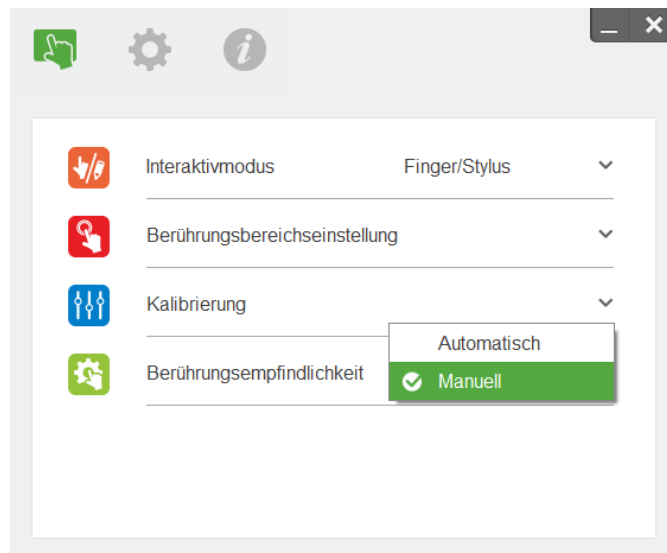 Interaktivmodus Finger/Stylus
Berührungsbereichseinstellung
Kalibrierung
Automatisch
Berührungsempfindlichkeit Manuell